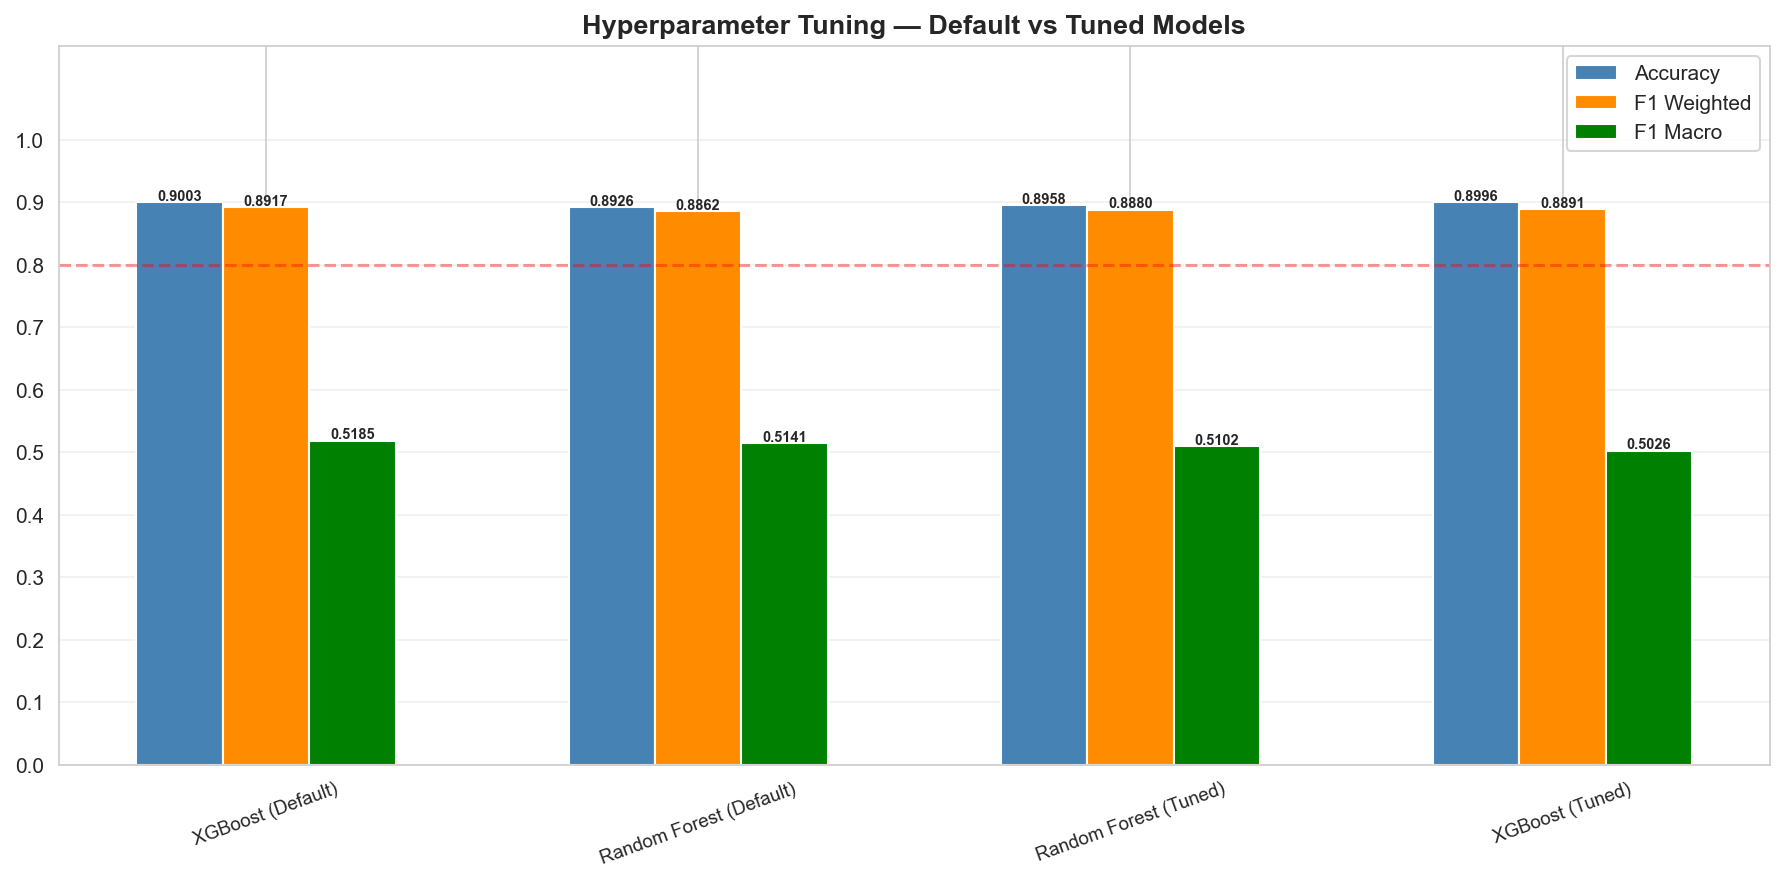 Hyperparameter Tuning — Default vs Tuned Models
Accuracy
F1 Weighted
F1 Macro
1.0
0.9
0.8
0.7
0.6
0.5
0.4
0.3
0.2
0.1
0.0
0.9003
0.8917
0.5185
0.8926
0.8862
0.5141
0.8958
0.8880
0.5102
0.8996
0.8891
0.5026
XGBoost (Default)
Random Forest (Default)
Random Forest (Tuned)
XGBoost (Tuned)